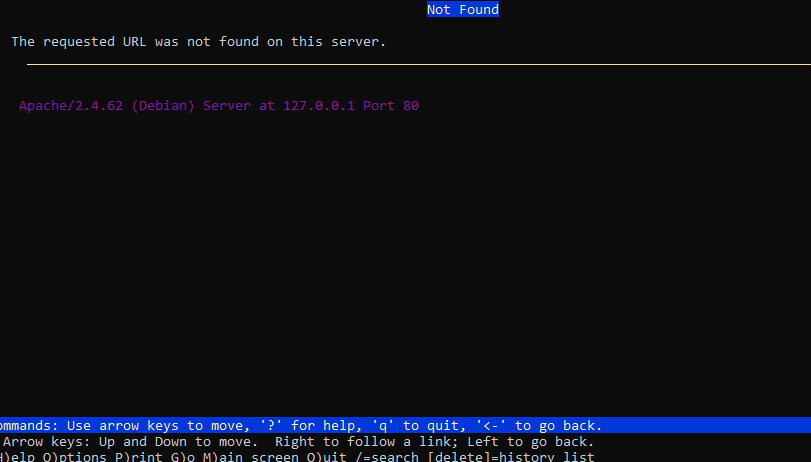 Not Found
The requested URL was not found on this server.
Apache/2.4.62 (Debian) Server at 127.0.0.1 Port 80
ommands: Use arrow keys to move, '?' for help, 'q' to quit, '<-' to go back.
Arrow keys: Up and Down to move.  Right to follow a link; Left to go back.
H)elp O)ptions P)rint G)o M)ain screen Q)uit /=search [delete]=history list